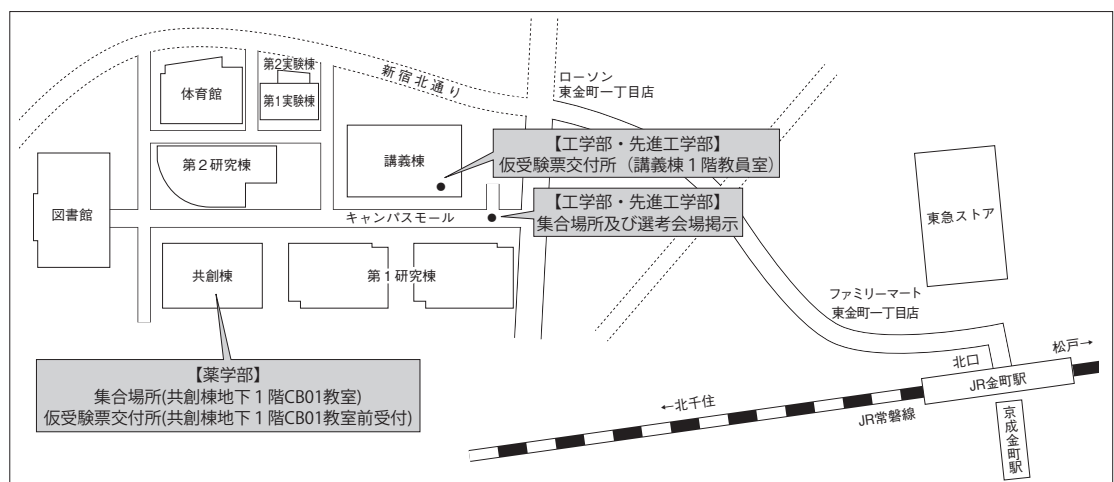 第2実験棟
体育館
第1実験棟
新宿北通り
ローソン
東金町一丁目店
第２研究棟
講義棟
【工学部・先進工学部】
仮受験票交付所（講義棟１階教員室）
図書館
キャンパスモール
【工学部・先進工学部】
集合場所及び選考会場掲示
東急ストア
共創棟
第１研究棟
ファミリーマート
東金町一丁目店
【薬学部】
集合場所(共創棟地下１階CB01教室)
仮受験票交付所(共創棟地下１階CB01教室前受付)
北口
松戸→
JR金町駅
←北千住
JR常磐線
京成金町駅